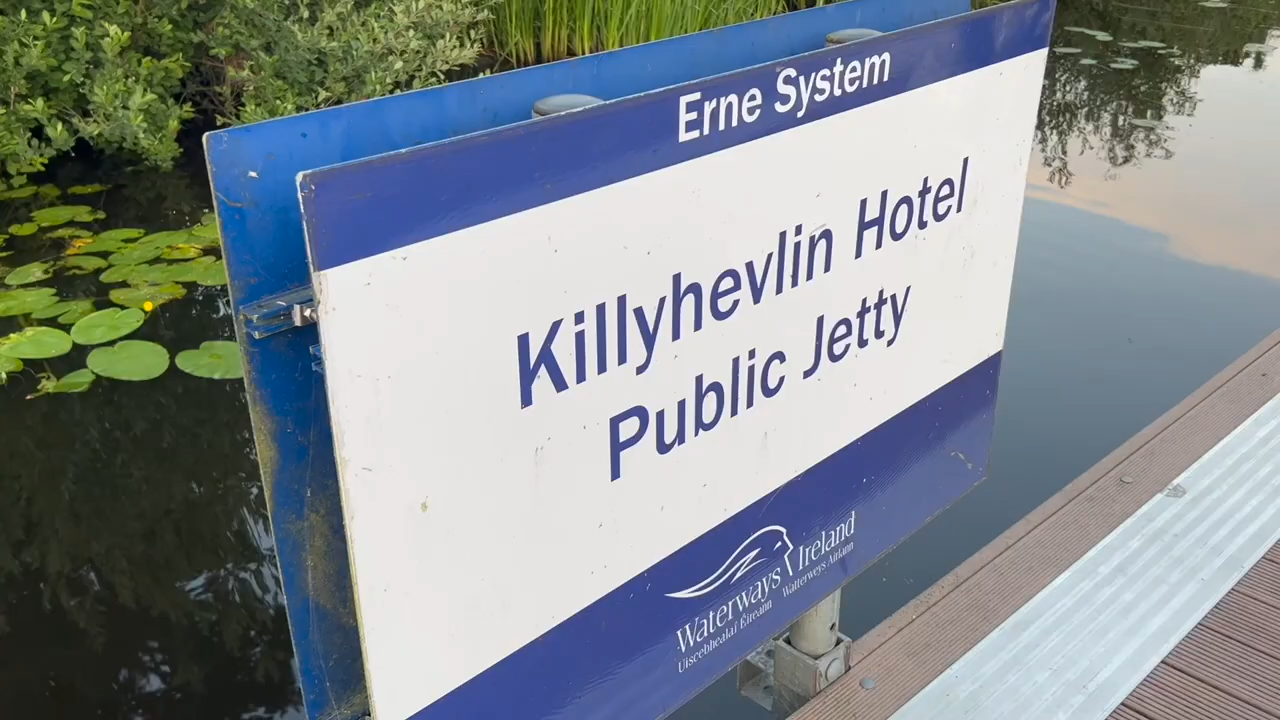 Erne System
Killyhevlin Hotel
Public Jetty
Waterways Ireland
Uiscebhealaí Éireann Watterweys Airlann